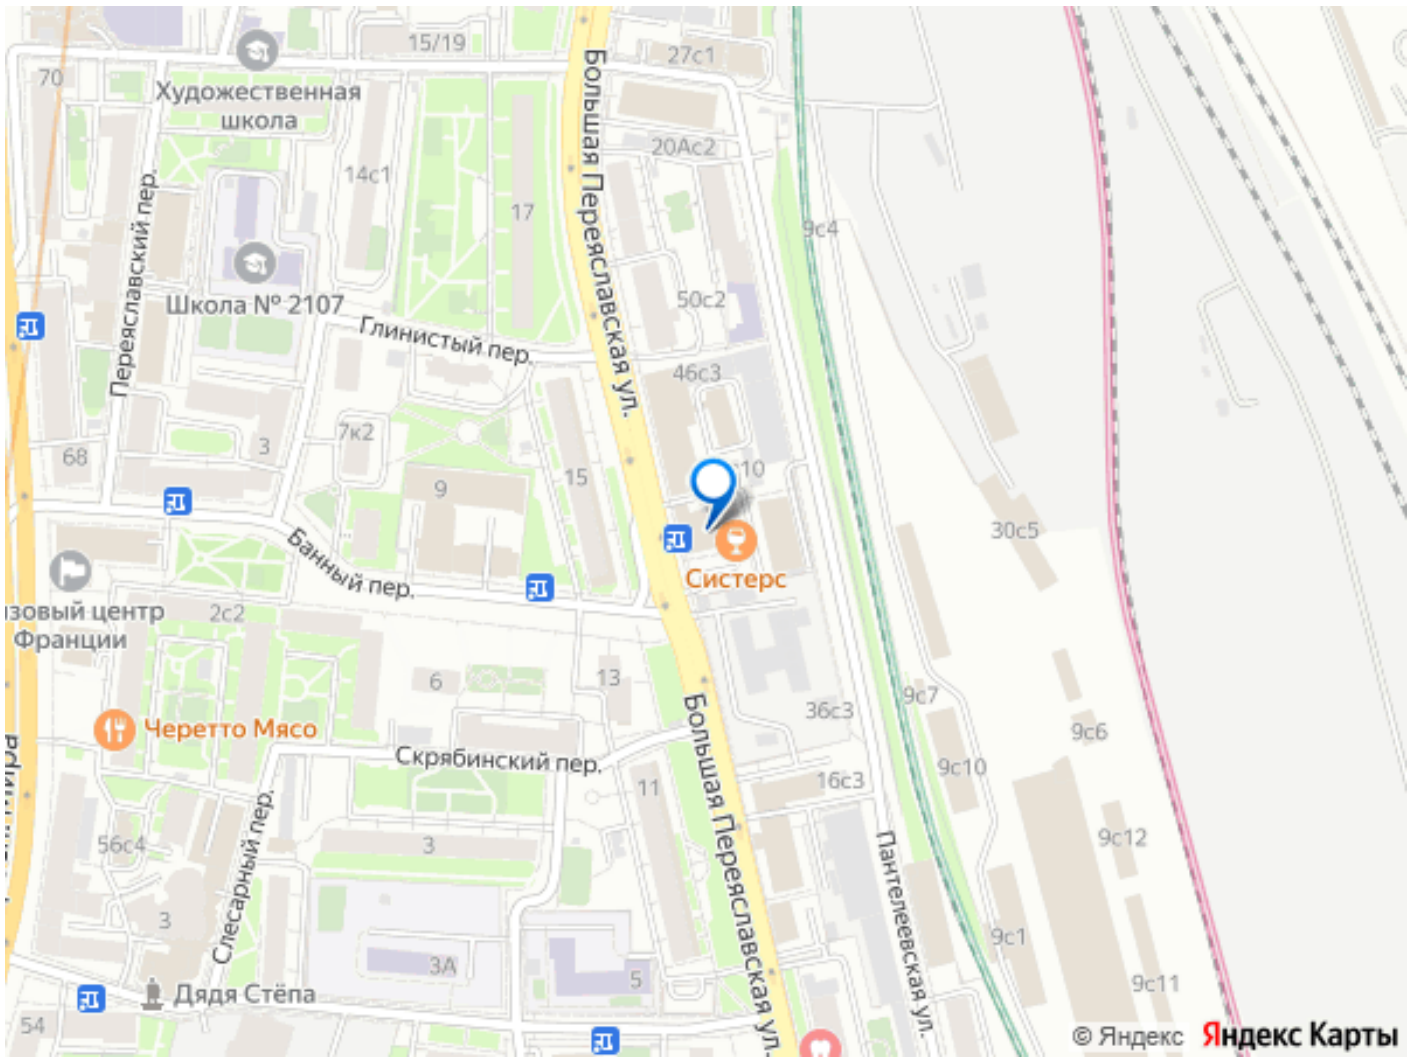 15/19
27с1
70
Художественная
школа
Большая Переяславская ул.
20Ас2
14с1
17
Переяславский пер.
9с4
Школа № 2107
50с2
Глинистый пер.
46с3
7к2
3
68
10
15
9
30с5
Банный пер.
Систерс
зовый центр
Франции
2с2
6
13
9с7
36с3
Большая Переяславская ул.
9с6
Черетто Мясо
Скрябинский пер.
9с10
16с3
11
Слесарный пер.
56с4
3
9с12
Пантелеевская ул.
3
9с1
3А
5
9с11
Дядя Стёпа
54
© Яндекс Яндекс Карты